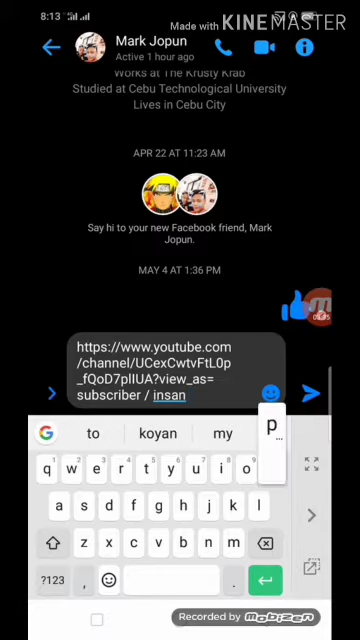 8:13
Made with KINEMASTER
Mark Jopun
Active 1 hour ago
Works at The Krusty Krab
Studied at Cebu Technological University
Lives in Cebu City
APR 22 AT 11:23 AM
Say hi to your new Facebook friend, Mark
Jopun.
MAY 4 AT 1:36 PM
https://www.youtube.com
/channel/UCexCwtvFtL0p
_fQoD7plIUA?view_as=
subscriber / insan
to koyan my
p
q w e r t y u i o
a s d f g h j k l
z x c v b n m
?123 , .
Recorded by MOBIZEN